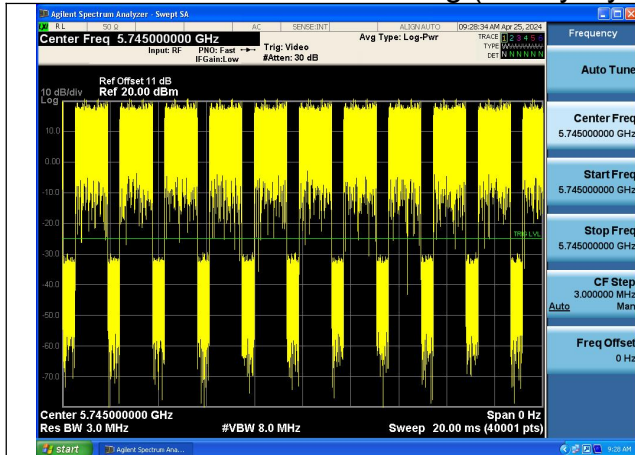 Agilent Spectrum Analyzer - Swept SA
RL 50 Ω AC SENSE:INT ALIGN AUTO 09:28:34 AM Apr 25, 2024
Center Freq 5.745000000 GHz
Input: RF PNO: Fast Trig: Video Avg Type: Log-Pwr TRACE 1 2 3 4 5 6
IFGain:Low #Atten: 30 dB TYPE
DET N N N N N N
Ref Offset 11 dB
10 dB/div Ref 20.00 dBm
Log
10.0
0.00
-10.0
-20.0
TRIG LVL
-30.0
-40.0
-50.0
-60.0
-70.0
Center 5.745000000 GHz Span 0 Hz
Res BW 3.0 MHz #VBW 8.0 MHz Sweep 20.00 ms (40001 pts)
Frequency
Auto Tune
Center Freq
5.745000000 GHz
Start Freq
5.745000000 GHz
Stop Freq
5.745000000 GHz
CF Step
3.000000 MHz
Auto Man
Freq Offset
0 Hz
start Agilent Spectrum Ana... 9:28 AM